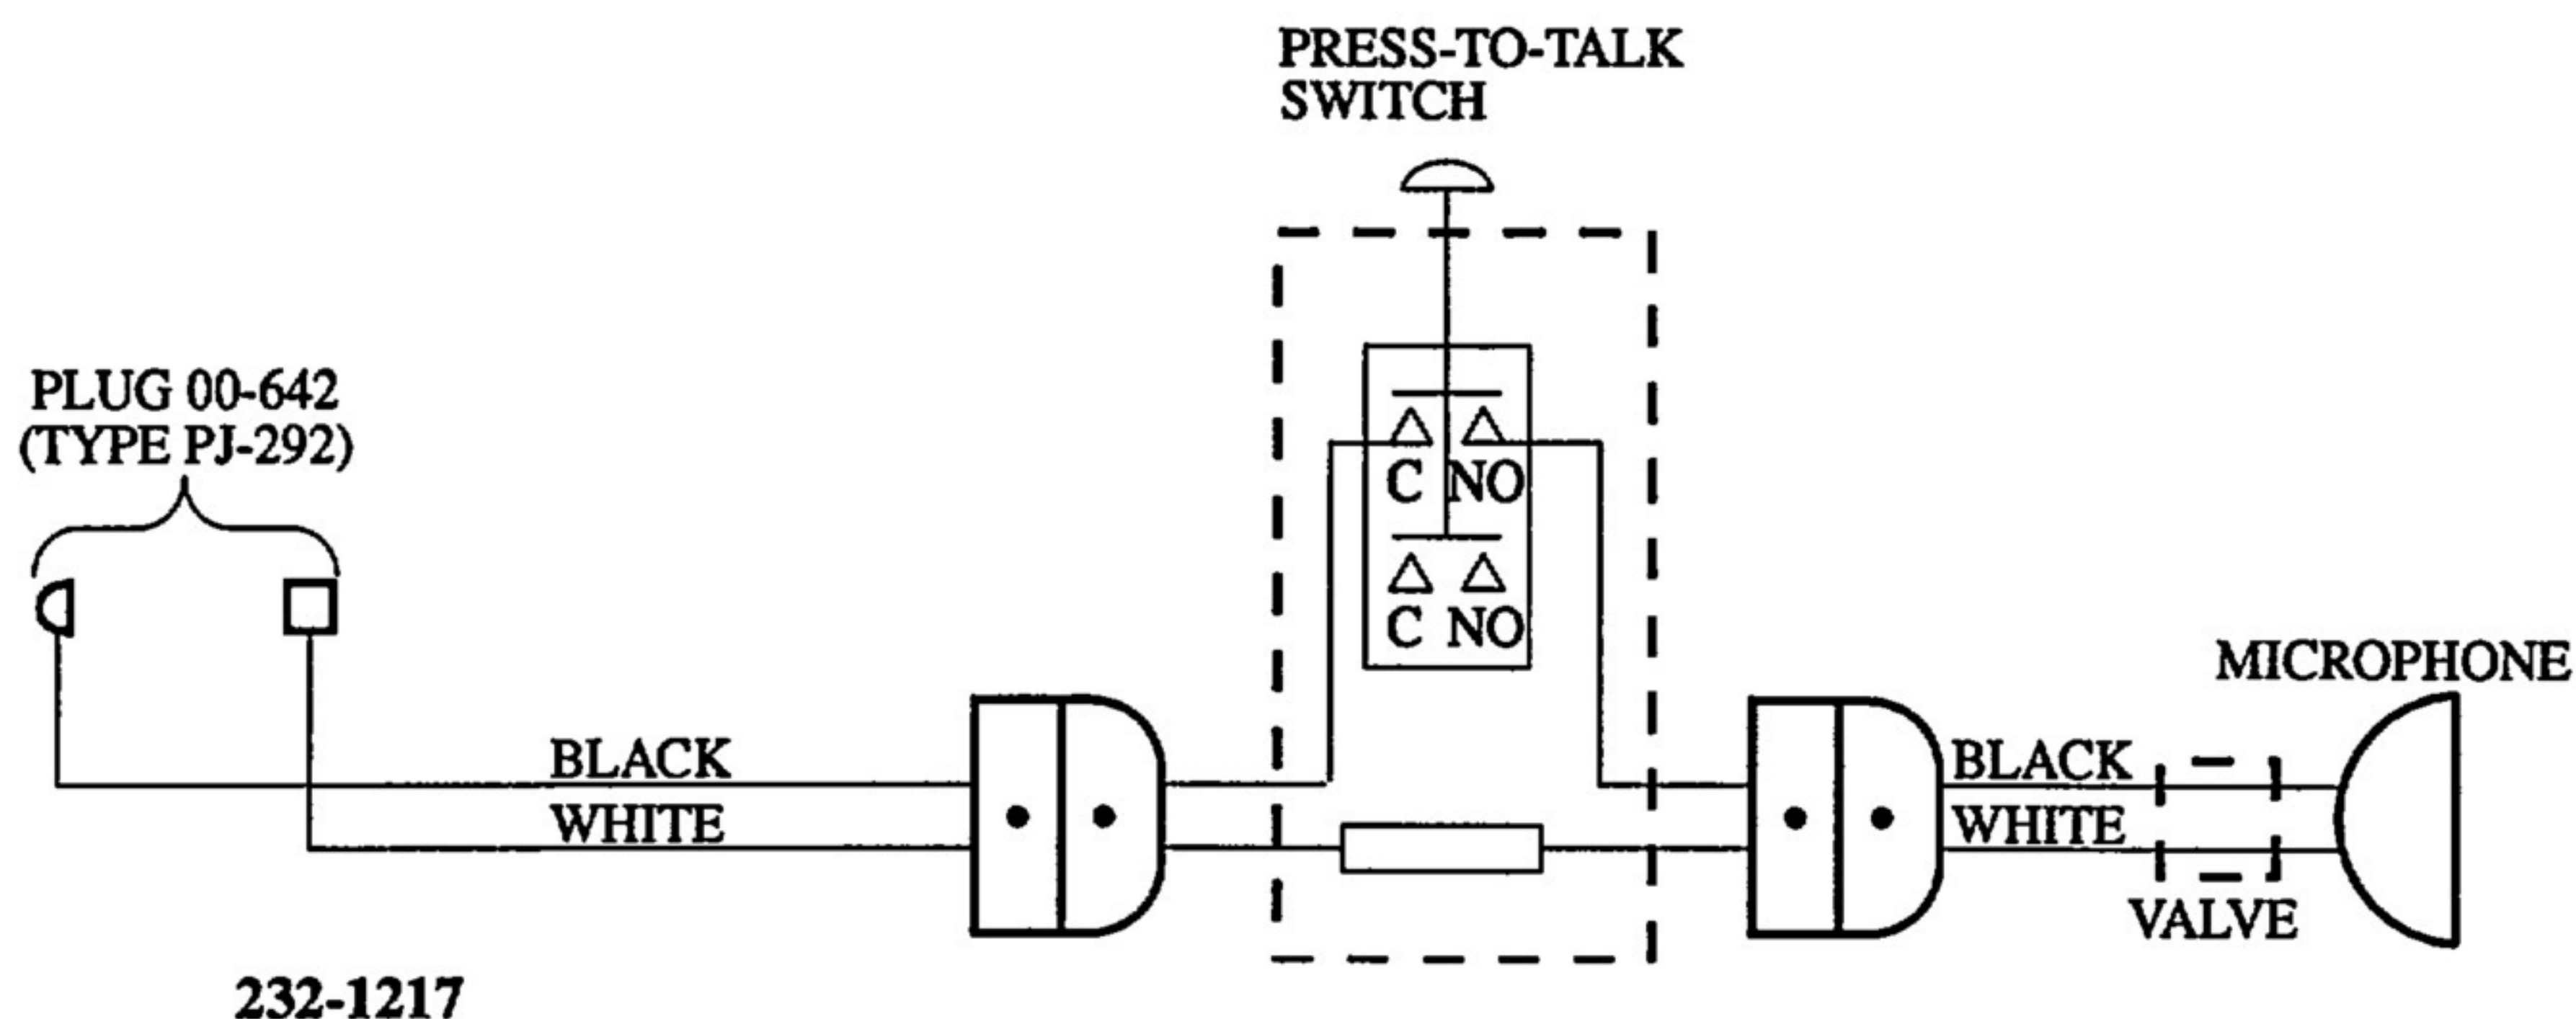 PRESS-TO-TALK
SWITCH
PLUG 00-642
(TYPE PJ-292)
C NO
C NO
MICROPHONE
BLACK
WHITE
BLACK
WHITE
VALVE
232-1217